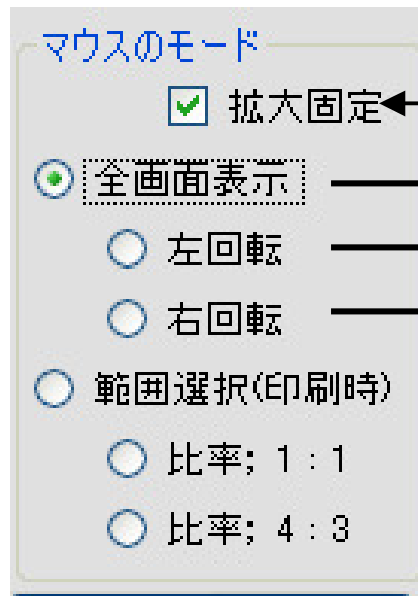 マウスのモード
拡大固定
全画面表示
左回転
右回転
範囲選択(印刷時)
比率; 1 : 1
比率; 4 : 3